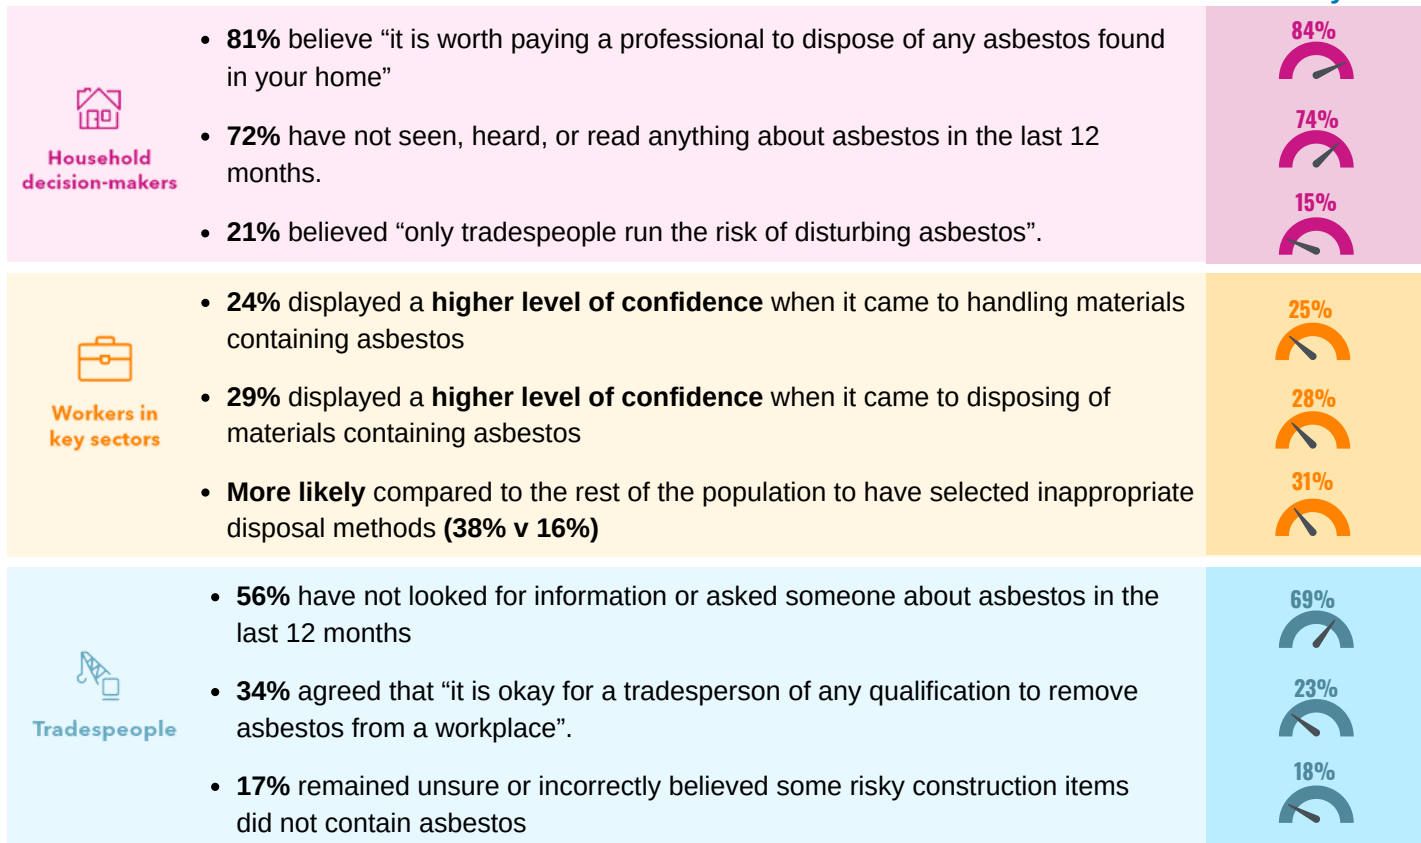 • 81% believe “it is worth paying a professional to dispose of any asbestos found
in your home”
84%
Household
decision-makers
• 72% have not seen, heard, or read anything about asbestos in the last 12
months.
74%
• 21% believed “only tradespeople run the risk of disturbing asbestos”.
15%
• 24% displayed a higher level of confidence when it came to handling materials
containing asbestos
25%
Workers in
key sectors
• 29% displayed a higher level of confidence when it came to disposing of
materials containing asbestos
28%
• More likely compared to the rest of the population to have selected inappropriate
disposal methods (38% v 16%)
31%
• 56% have not looked for information or asked someone about asbestos in the
last 12 months
69%
Tradespeople
• 34% agreed that “it is okay for a tradesperson of any qualification to remove
asbestos from a workplace”.
23%
• 17% remained unsure or incorrectly believed some risky construction items
did not contain asbestos
18%